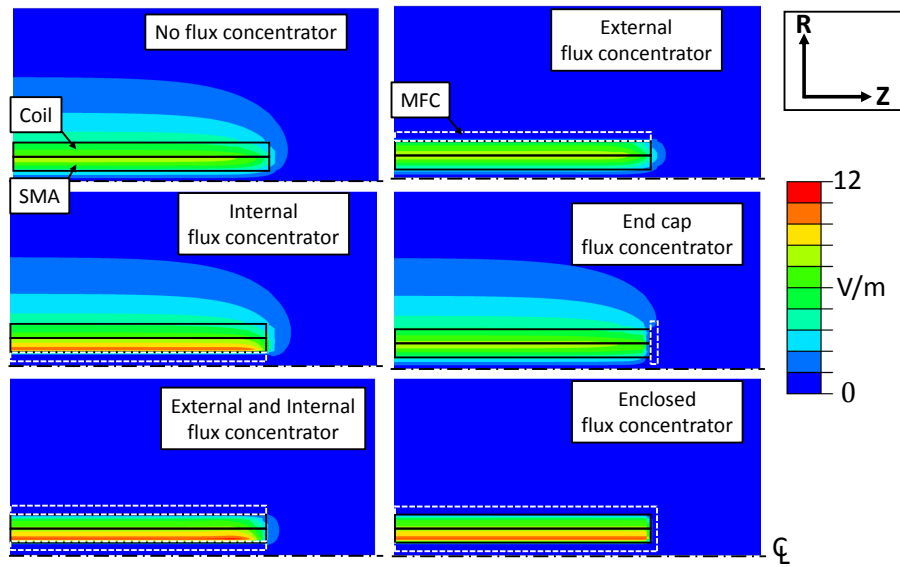 No flux concentrator
External
flux concentrator
R
Z
Coil
MFC
SMA
Internal
flux concentrator
End cap
flux concentrator
12
V/m
0
External and Internal
flux concentrator
Enclosed
flux concentrator
℄